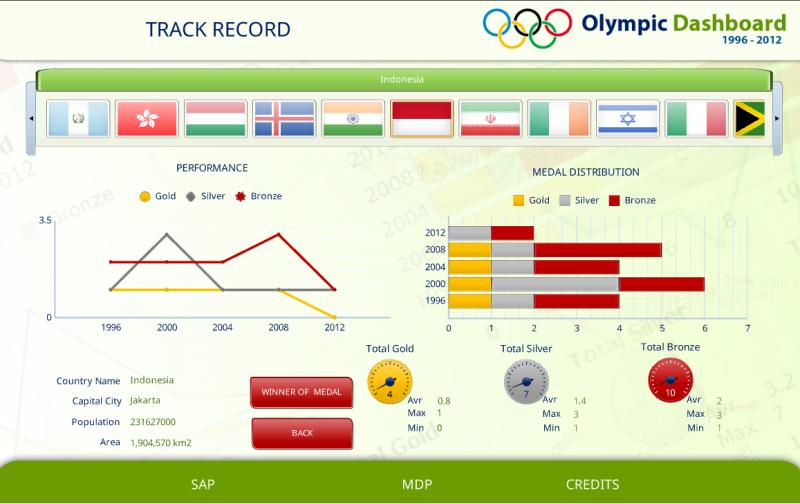 TRACK RECORD
Olympic Dashboard
1996 - 2012
Indonesia
PERFORMANCE
Gold Silver Bronze
3.5
0
1996 2000 2004 2008 2012
MEDAL DISTRIBUTION
Gold Silver Bronze
2012
2008
2004
2000
1996
0 1 2 3 4 5 6 7
Total Gold
4
Avr 0.8
Max 1
Min 0
Total Silver
7
Avr 1.4
Max 3
Min 1
Total Bronze
10
Avr 2
Max 3
Min 1
Country Name Indonesia
Capital City Jakarta
Population 231627000
Area 1,904,570 km2
WINNER OF MEDAL
BACK
SAP MDP CREDITS